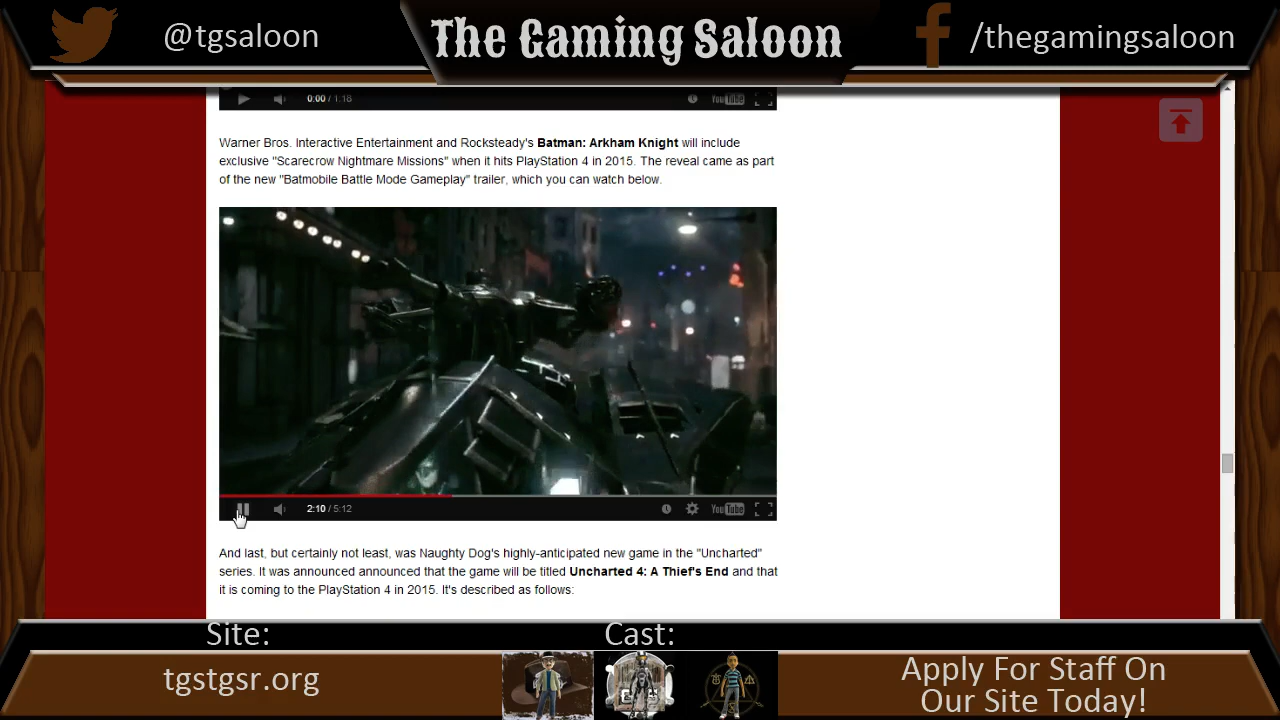 @tgsaloon
The Gaming Saloon
/thegamingsaloon
0:00 / 1:18
YouTube
Warner Bros. Interactive Entertainment and Rocksteady's Batman: Arkham Knight will include
exclusive "Scarecrow Nightmare Missions" when it hits PlayStation 4 in 2015. The reveal came as part
of the new "Batmobile Battle Mode Gameplay" trailer, which you can watch below.
2:10 / 5:12
YouTube
And last, but certainly not least, was Naughty Dog's highly-anticipated new game in the "Uncharted"
series. It was announced announced that the game will be titled Uncharted 4: A Thief's End and that
it is coming to the PlayStation 4 in 2015. It's described as follows:
Site:
Cast:
tgstgsr.org
Apply For Staff On
Our Site Today!